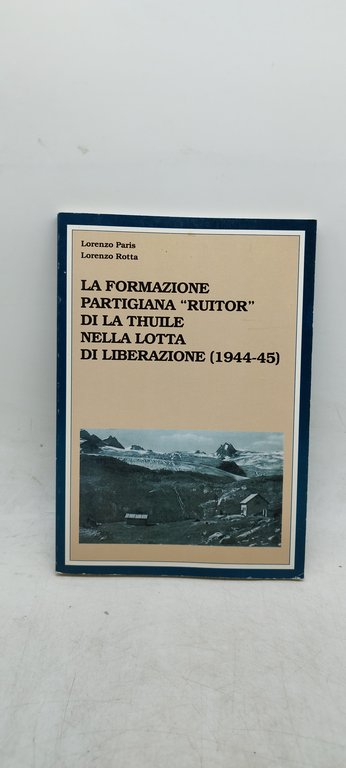 Lorenzo Paris
Lorenzo Rotta
LA FORMAZIONE
PARTIGIANA “RUITOR”
DI LA THUILE
NELLA LOTTA
DI LIBERAZIONE (1944-45)